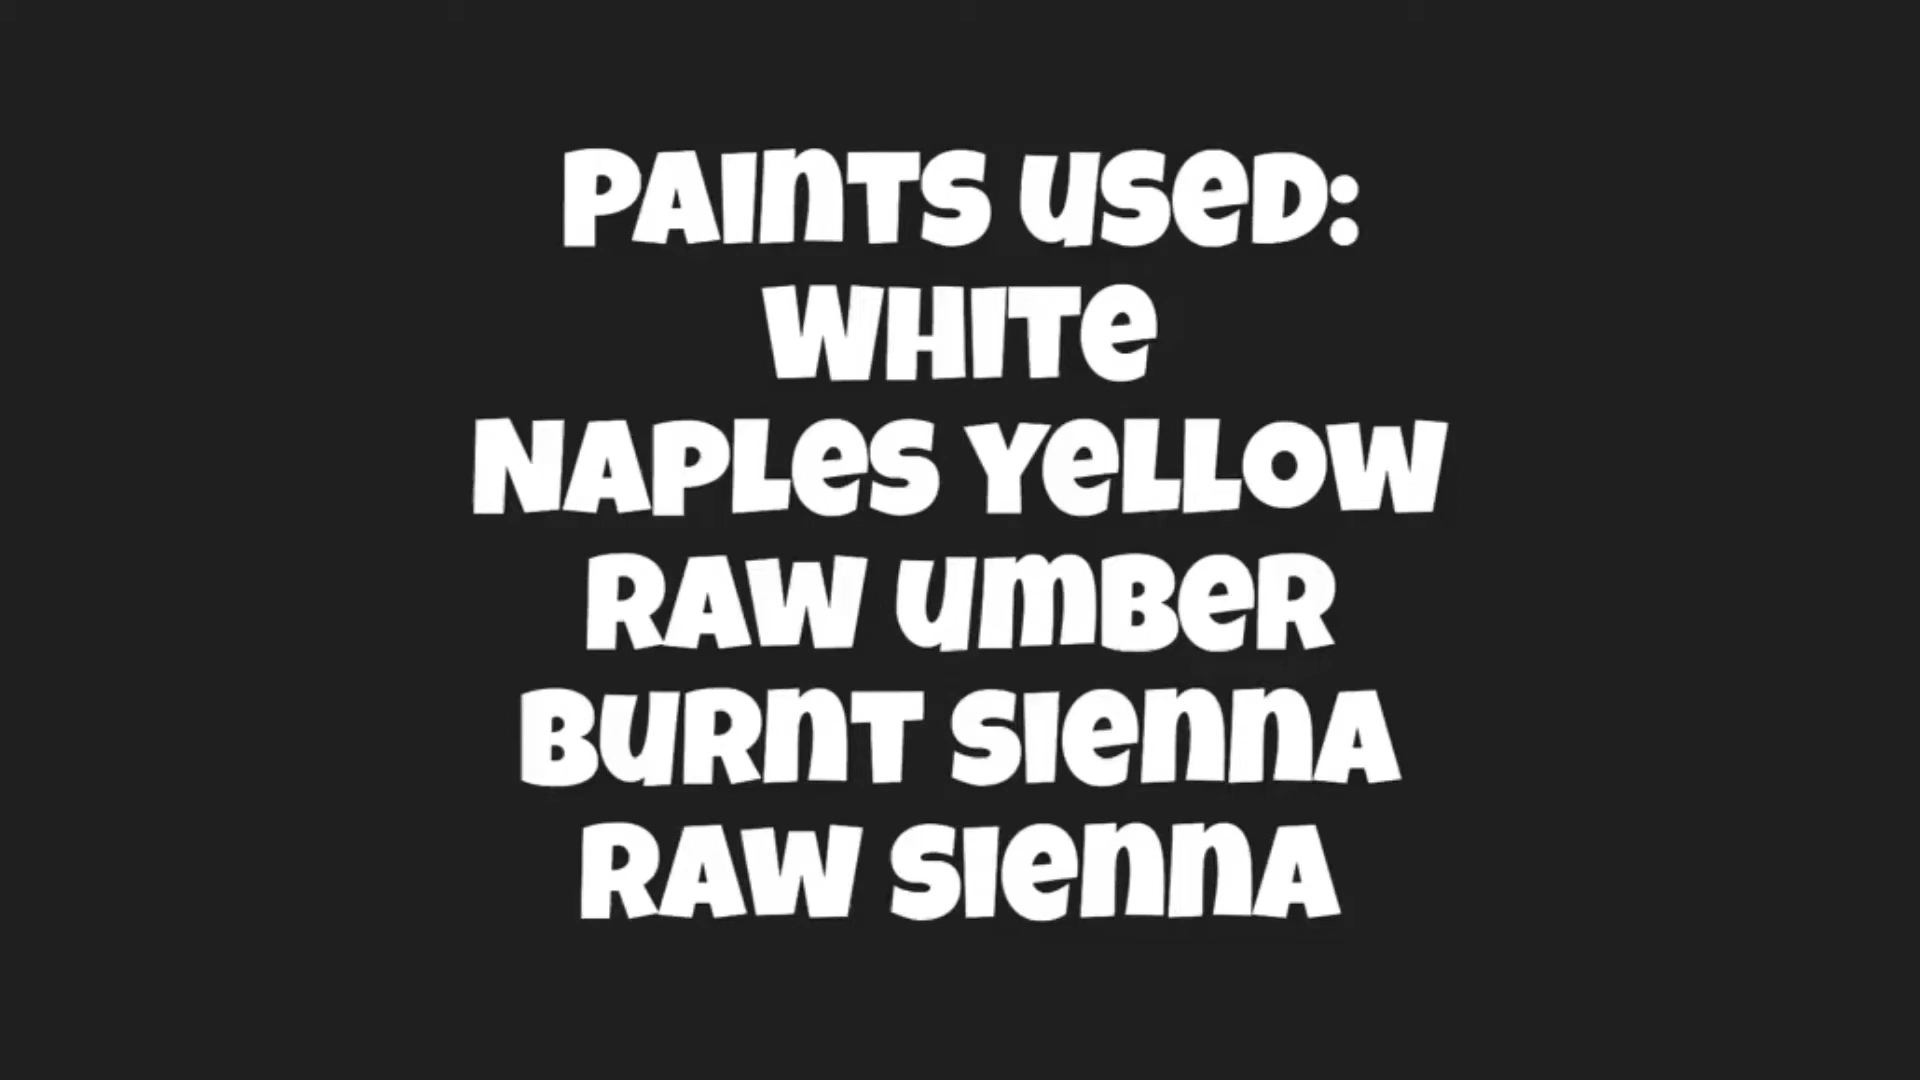 Paints used:
White
Naples Yellow
Raw umber
Burnt Sienna
Raw Sienna